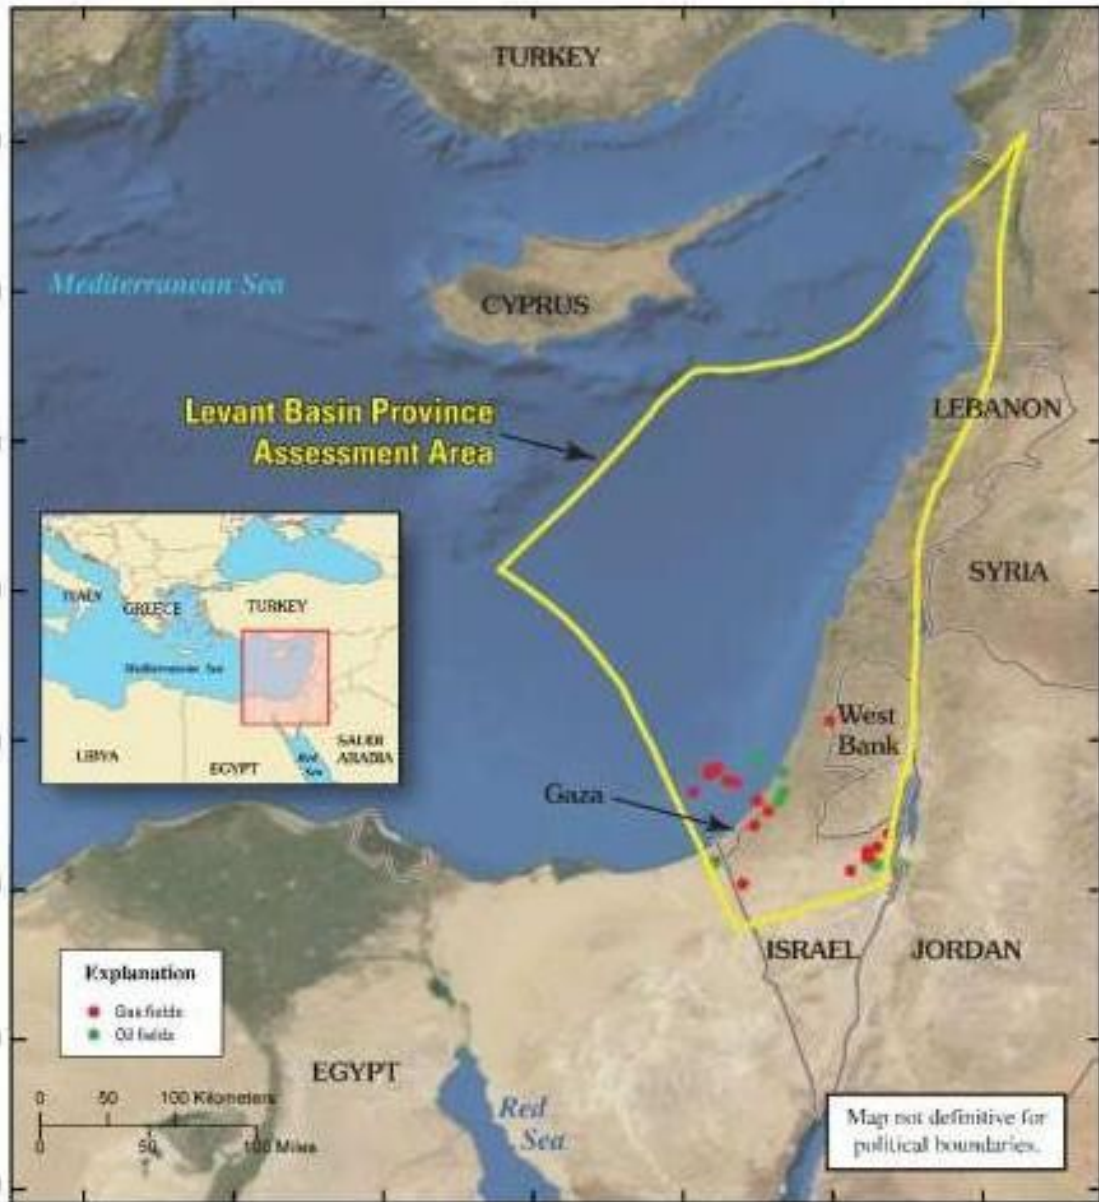 TURKEY
Mediterranean Sea
CYPRUS
Levant Basin Province
Assessment Area
LEBANON
SYRIA
ITALY
GREECE
TURKEY
Mediterranean Sea
LIBYA
EGYPT
Red
Sea
SAUDI
ARABIA
West
Bank
Gaza
ISRAEL
JORDAN
Explanation
Gas fields
Oil fields
EGYPT
0 50 100 Kilometers
0 50 100 Miles
Red
Sea
Map not definitive for
political boundaries.